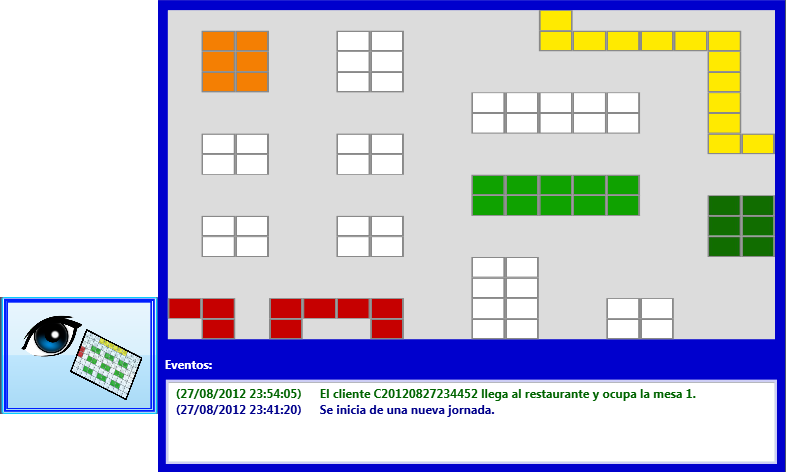 Eventos:
(27/08/2012 23:54:05) El cliente C20120827234452 llega al restaurante y ocupa la mesa 1.
(27/08/2012 23:41:20) Se inicia de una nueva jornada.